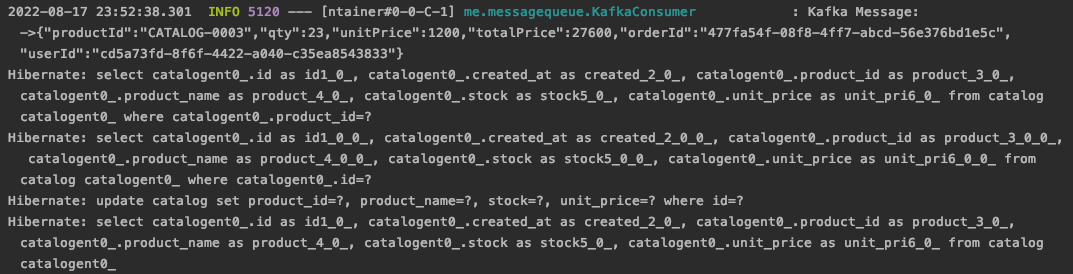 2022-08-17 23:52:38.301  INFO 5120 --- [ntainer#0-0-C-1] me.messagequeue.KafkaConsumer            : Kafka Message:
->{"productId":"CATALOG-0003","qty":23,"unitPrice":1200,"totalPrice":27600,"orderId":"477fa54f-08f8-4ff7-abcd-56e376bd1e5c",
"userId":"cd5a73fd-8f6f-4422-a040-c35ea8543833"}
Hibernate: select catalogent0_.id as id1_0_, catalogent0_.created_at as created_2_0_, catalogent0_.product_id as product_3_0_,
catalogent0_.product_name as product_4_0_, catalogent0_.stock as stock5_0_, catalogent0_.unit_price as unit_pri6_0_ from catalog
catalogent0_ where catalogent0_.product_id=?
Hibernate: select catalogent0_.id as id1_0_0_, catalogent0_.created_at as created_2_0_0_, catalogent0_.product_id as product_3_0_0_,
catalogent0_.product_name as product_4_0_0_, catalogent0_.stock as stock5_0_0_, catalogent0_.unit_price as unit_pri6_0_0_ from
catalog catalogent0_ where catalogent0_.id=?
Hibernate: update catalog set product_id=?, product_name=?, stock=?, unit_price=? where id=?
Hibernate: select catalogent0_.id as id1_0_, catalogent0_.created_at as created_2_0_, catalogent0_.product_id as product_3_0_,
catalogent0_.product_name as product_4_0_, catalogent0_.stock as stock5_0_, catalogent0_.unit_price as unit_pri6_0_ from catalog
catalogent0_